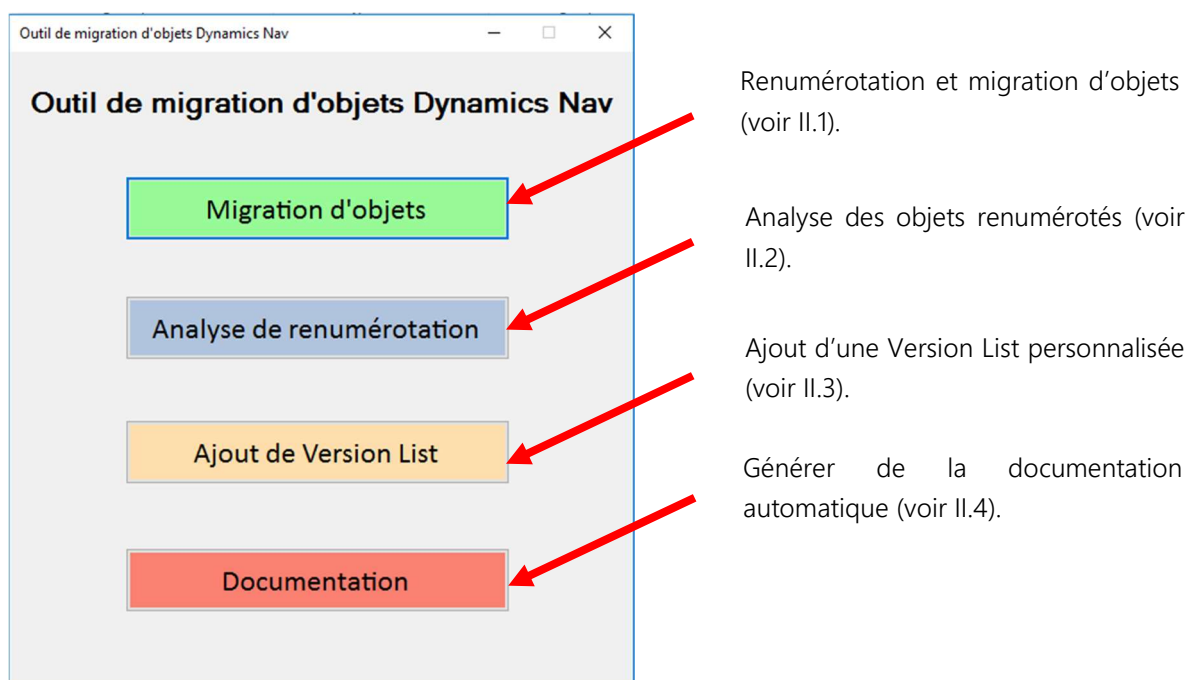 Outil de migration d'objets Dynamics Nav
Outil de migration d'objets Dynamics Nav
Migration d'objets
Analyse de renumérotation
Ajout de Version List
Documentation
Renumérotation et migration d’objets
(voir II.1).
Analyse des objets renumérotés (voir
II.2).
Ajout d’une Version List personnalisée
(voir II.3).
Générer de la documentation
automatique (voir II.4).